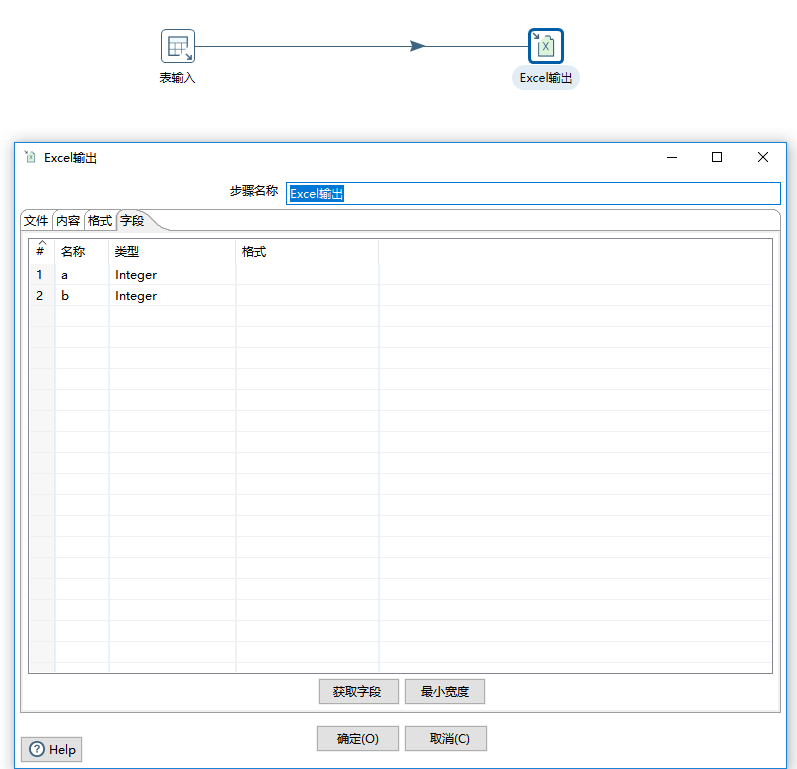 表输入
Excel输出
Excel输出
步骤名称 Excel输出
文件 内容 格式 字段
# 名称 类型 格式
1 a Integer
2 b Integer
获取字段 最小宽度
确定(O) 取消(C)
Help